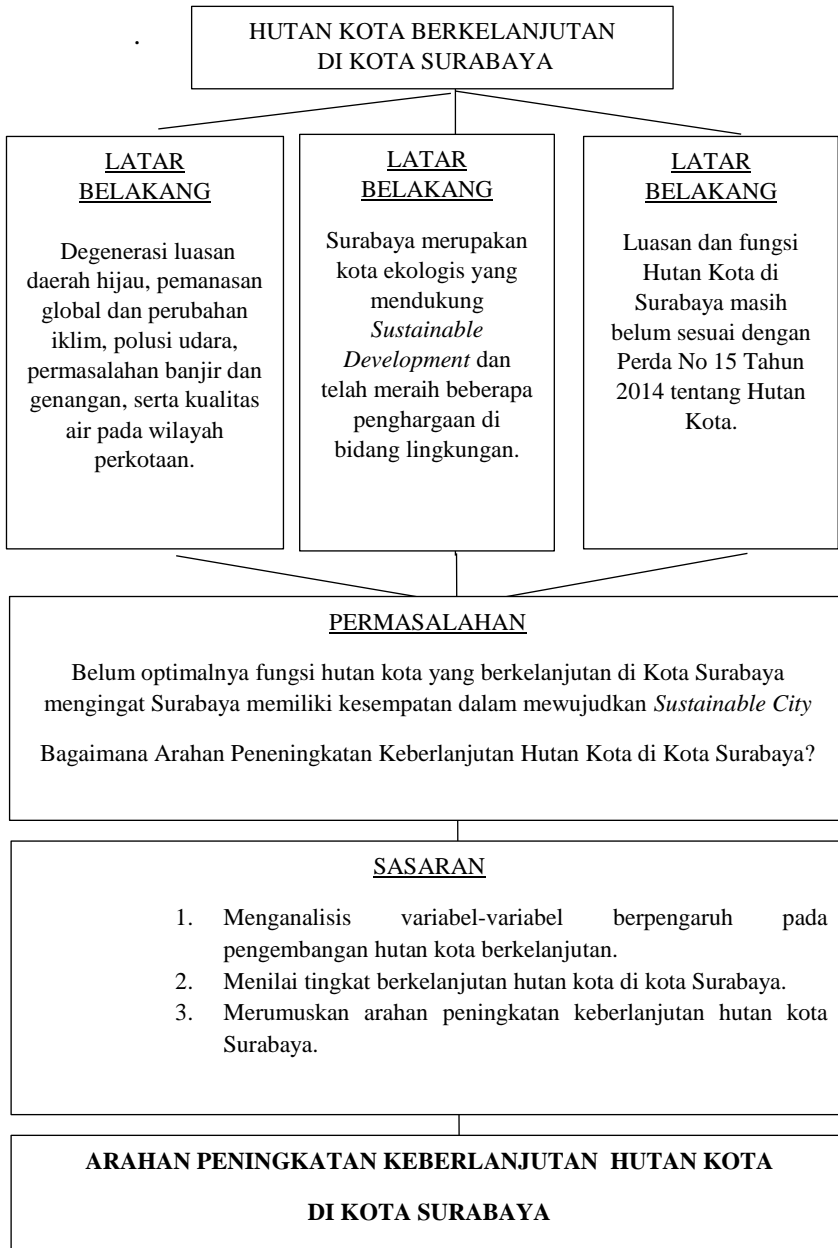 .
HUTAN KOTA BERKELANJUTAN
DI KOTA SURABAYA
LATAR
BELAKANG
Degenerasi luasan
daerah hijau, pemanasan
global dan perubahan
iklim, polusi udara,
permasalahan banjir dan
genangan, serta kualitas
air pada wilayah
perkotaan.
LATAR
BELAKANG
Surabaya merupakan
kota ekologis yang
mendukung
Sustainable
Development dan
telah meraih beberapa
penghargaan di
bidang lingkungan.
LATAR
BELAKANG
Luasan dan fungsi
Hutan Kota di
Surabaya masih
belum sesuai dengan
Perda No 15 Tahun
2014 tentang Hutan
Kota.
PERMASALAHAN
Belum optimalnya fungsi hutan kota yang berkelanjutan di Kota Surabaya
mengingat Surabaya memiliki kesempatan dalam mewujudkan Sustainable City
Bagaimana Arahan Peneningkatan Keberlanjutan Hutan Kota di Kota Surabaya?
SASARAN
1. Menganalisis variabel-variabel berpengaruh pada
pengembangan hutan kota berkelanjutan.
2. Menilai tingkat berkelanjutan hutan kota di kota Surabaya.
3. Merumuskan arahan peningkatan keberlanjutan hutan kota
Surabaya.
ARAHAN PENINGKATAN KEBERLANJUTAN HUTAN KOTA
DI KOTA SURABAYA